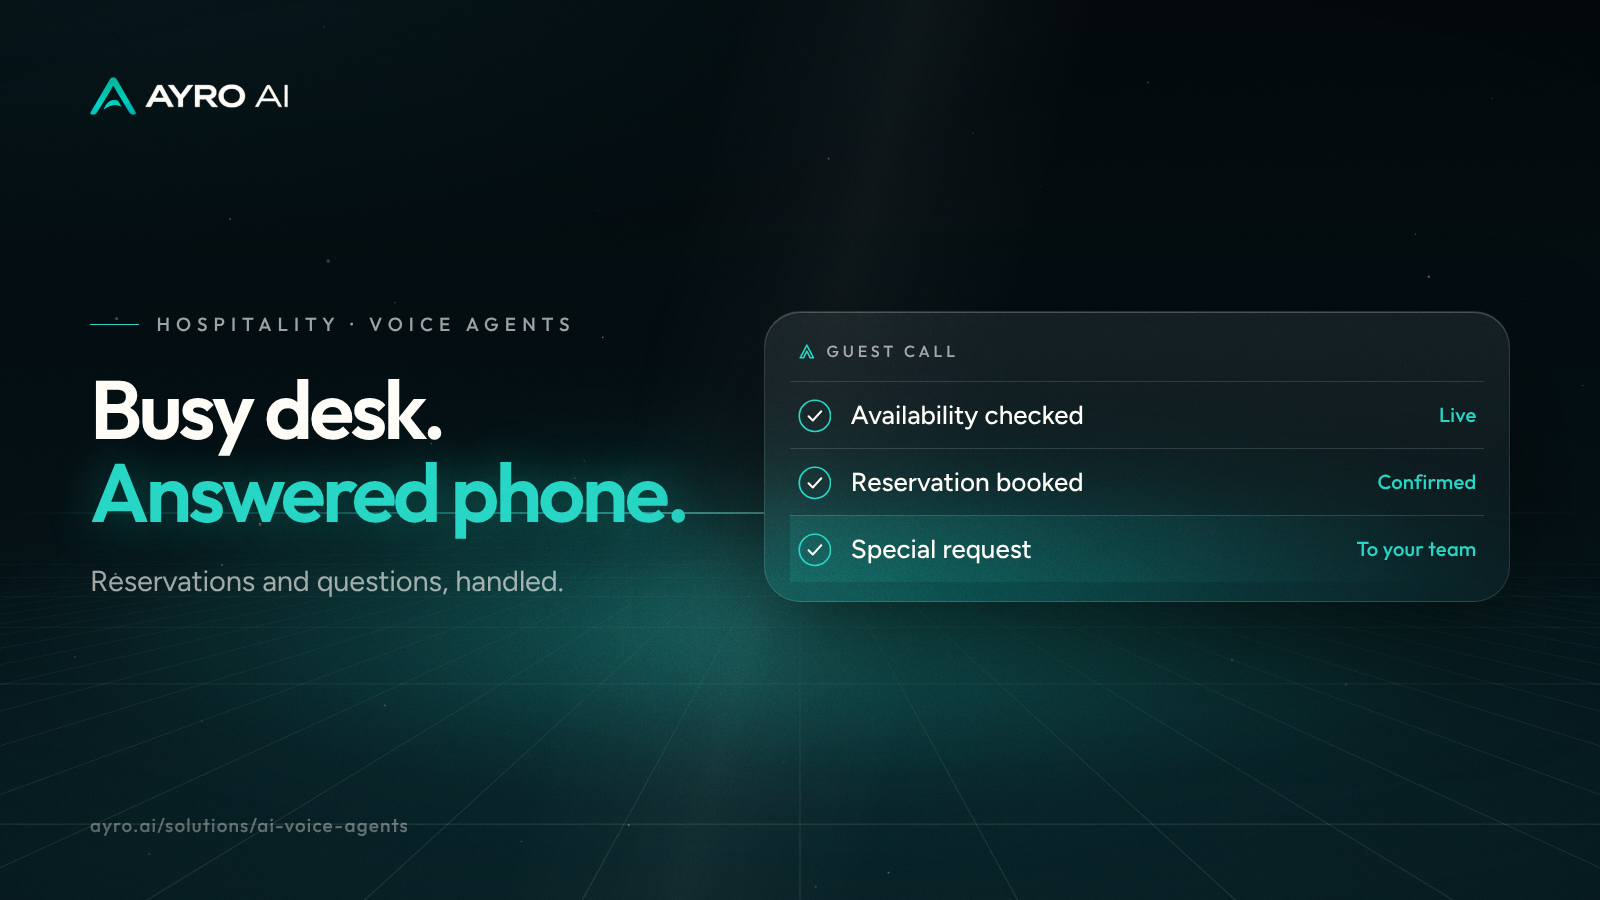 AYRO AI
HOSPITALITY · VOICE AGENTS
Busy desk.
Answered phone.
Reservations and questions, handled.
GUEST CALL
Availability checked Live
Reservation booked Confirmed
Special request To your team
ayro.ai/solutions/ai-voice-agents